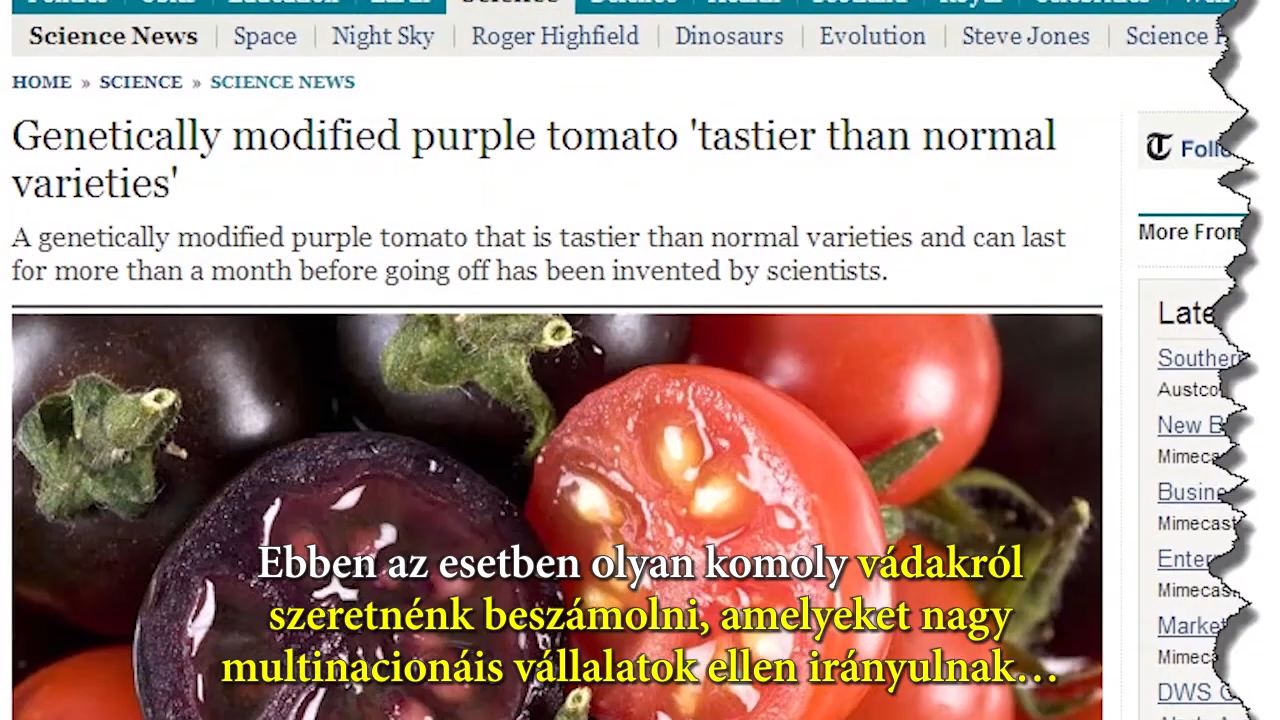 Science News Space Night Sky Roger Highfield Dinosaurs Evolution Steve Jones Science
HOME » SCIENCE » SCIENCE NEWS
Genetically modified purple tomato 'tastier than normal
varieties'
A genetically modified purple tomato that is tastier than normal varieties and can last
for more than a month before going off has been invented by scientists.
More From
Ebben az esetben olyan komoly vádakról
szeretnénk beszámolni, amelyeket nagy
multinacionáis vállalatok ellen irányulnak…